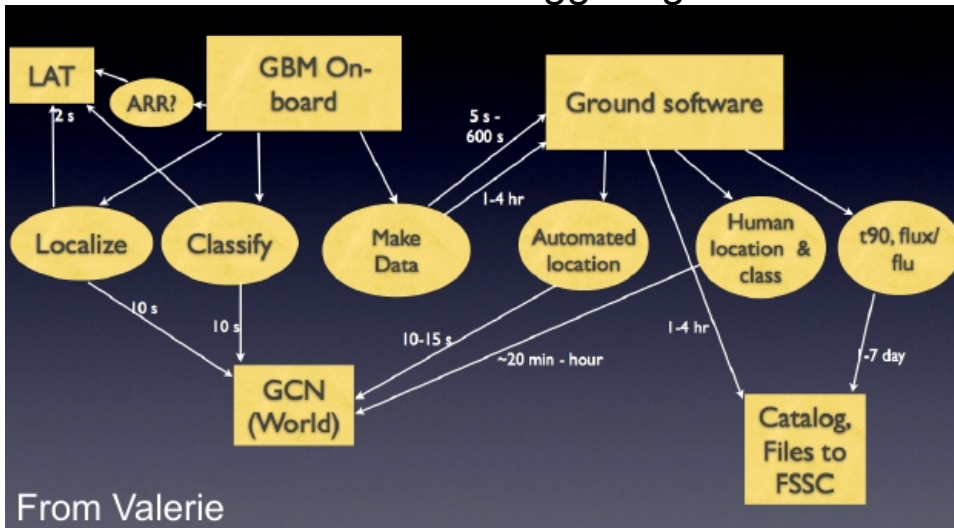 LAT
ARR?
GBM On-
board
Ground software
2 s
5 s -
600 s
1-4 hr
Localize
Classify
Make
Data
Automated
location
Human
location &
class
t90, flux/
flu
10 s
10 s
10-15 s
~20 min - hour
1-4 hr
1-7 day
GCN
(World)
Catalog,
Files to
FSSC
From Valerie